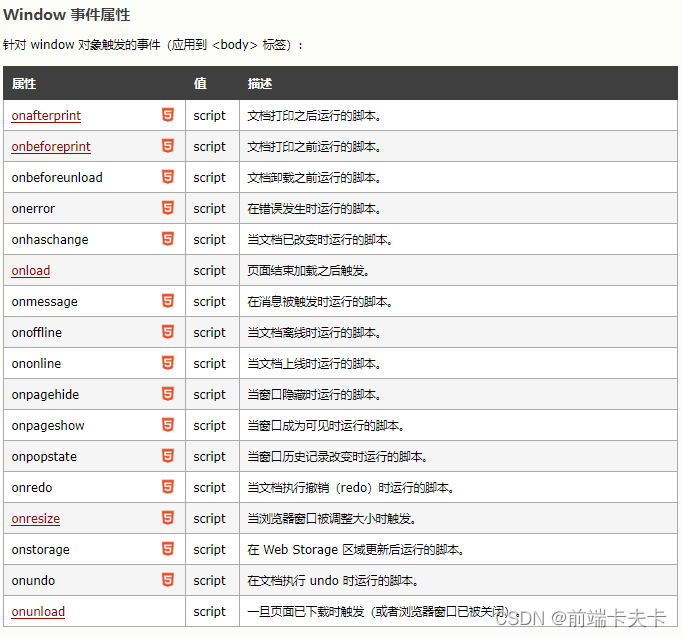 Window 事件属性
针对 window 对象触发的事件（应用到 <body> 标签）：
属性 值 描述
onafterprint 5 script 文档打印之后运行的脚本。
onbeforeprint 5 script 文档打印之前运行的脚本。
onbeforeunload 5 script 文档卸载之前运行的脚本。
onerror 5 script 在错误发生时运行的脚本。
onhaschange 5 script 当文档已改变时运行的脚本。
onload script 页面结束加载之后触发。
onmessage 5 script 在消息被触发时运行的脚本。
onoffline 5 script 当文档离线时运行的脚本。
ononline 5 script 当文档上线时运行的脚本。
onpagehide 5 script 当窗口隐藏时运行的脚本。
onpageshow 5 script 当窗口成为可见时运行的脚本。
onpopstate 5 script 当窗口历史记录改变时运行的脚本。
onredo 5 script 当文档执行撤销（redo）时运行的脚本。
onresize 5 script 当浏览器窗口被调整大小时触发。
onstorage 5 script 在 Web Storage 区域更新后运行的脚本。
onundo 5 script 在文档执行 undo 时运行的脚本。
onunload script 一旦页面已下载时触发（或者浏览器窗口已被关闭）。
CSDN @前端卡夫卡